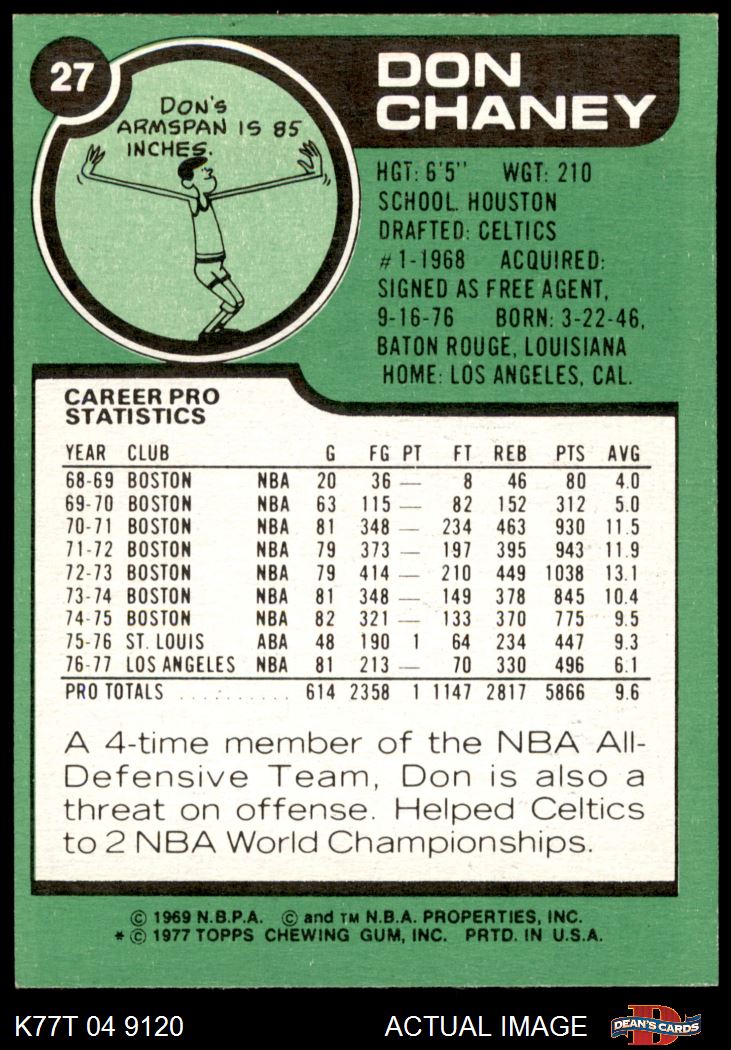 27
DON CHANEY
DON'S
ARMSPAN IS 85
INCHES.
HGT: 6'5'' WGT: 210
SCHOOL. HOUSTON
DRAFTED: CELTICS
#1-1968 ACQUIRED:
SIGNED AS FREE AGENT,
9-16-76 BORN: 3-22-46,
BATON ROUGE, LOUISIANA
HOME: LOS ANGELES, CAL.
CAREER PRO
STATISTICS
YEAR CLUB G FG PT FT REB PTS AVG
68-69 BOSTON NBA 20 36 — 8 46 80 4.0
69-70 BOSTON NBA 63 115 — 82 152 312 5.0
70-71 BOSTON NBA 81 348 — 234 463 930 11.5
71-72 BOSTON NBA 79 373 — 197 395 943 11.9
72-73 BOSTON NBA 79 414 — 210 449 1038 13.1
73-74 BOSTON NBA 81 348 — 149 378 845 10.4
74-75 BOSTON NBA 82 321 — 133 370 775 9.5
75-76 ST. LOUIS ABA 48 190 1 64 234 447 9.3
76-77 LOS ANGELES NBA 81 213 — 70 330 496 6.1
PRO TOTALS .......... 614 2358 1 1147 2817 5866 9.6
A 4-time member of the NBA All-
Defensive Team, Don is also a
threat on offense. Helped Celtics
to 2 NBA World Championships.
© 1969 N.B.P.A. © and TM N.B.A. PROPERTIES, INC.
* © 1977 TOPPS CHEWING GUM, INC. PRTD. IN U.S.A.
K77T 04 9120 ACTUAL IMAGE
D
DEAN'S CARDS